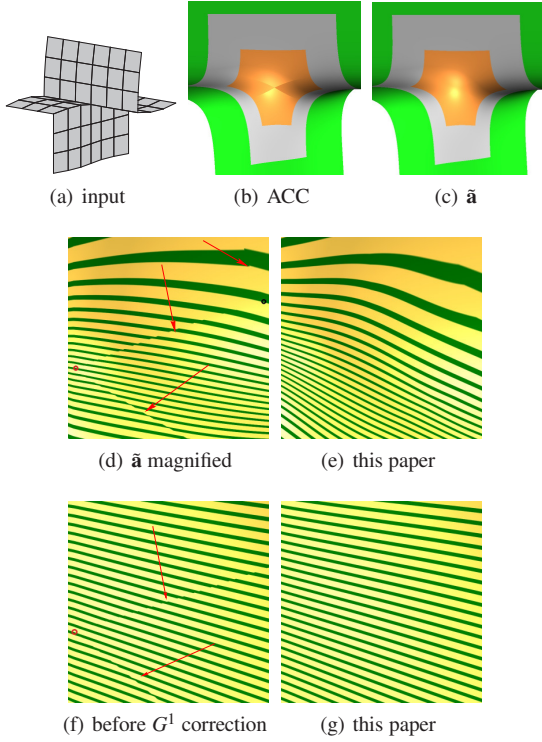 (a) input
(b) ACC
(c) ã
(d) ã magnified
(e) this paper
(f) before G¹ correction
(g) this paper